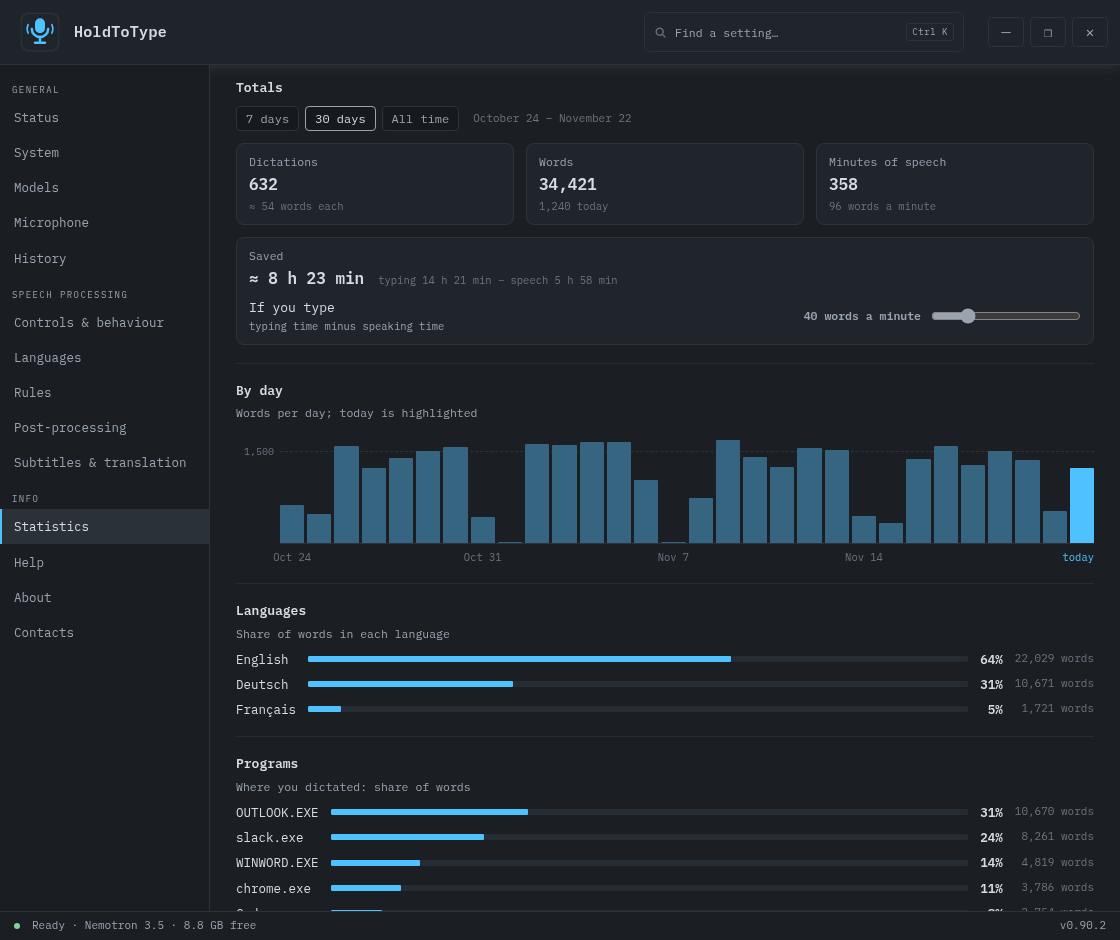 HoldToType
Find a setting…
Ctrl K
GENERAL
Status
System
Models
Microphone
History
SPEECH PROCESSING
Controls & behaviour
Languages
Rules
Post-processing
Subtitles & translation
INFO
Statistics
Help
About
Contacts
Totals
7 days
30 days
All time
October 24 – November 22
Dictations
632
≈ 54 words each
Words
34,421
1,240 today
Minutes of speech
358
96 words a minute
Saved
≈ 8 h 23 min typing 14 h 21 min − speech 5 h 58 min
If you type
typing time minus speaking time
40 words a minute
By day
Words per day; today is highlighted
1,500
Oct 24 Oct 31 Nov 7 Nov 14 today
Languages
Share of words in each language
English 64% 22,029 words
Deutsch 31% 10,671 words
Français 5% 1,721 words
Programs
Where you dictated: share of words
OUTLOOK.EXE 31% 10,670 words
slack.exe 24% 8,261 words
WINWORD.EXE 14% 4,819 words
chrome.exe 11% 3,786 words
Ready · Nemotron 3.5 · 8.8 GB free
v0.90.2